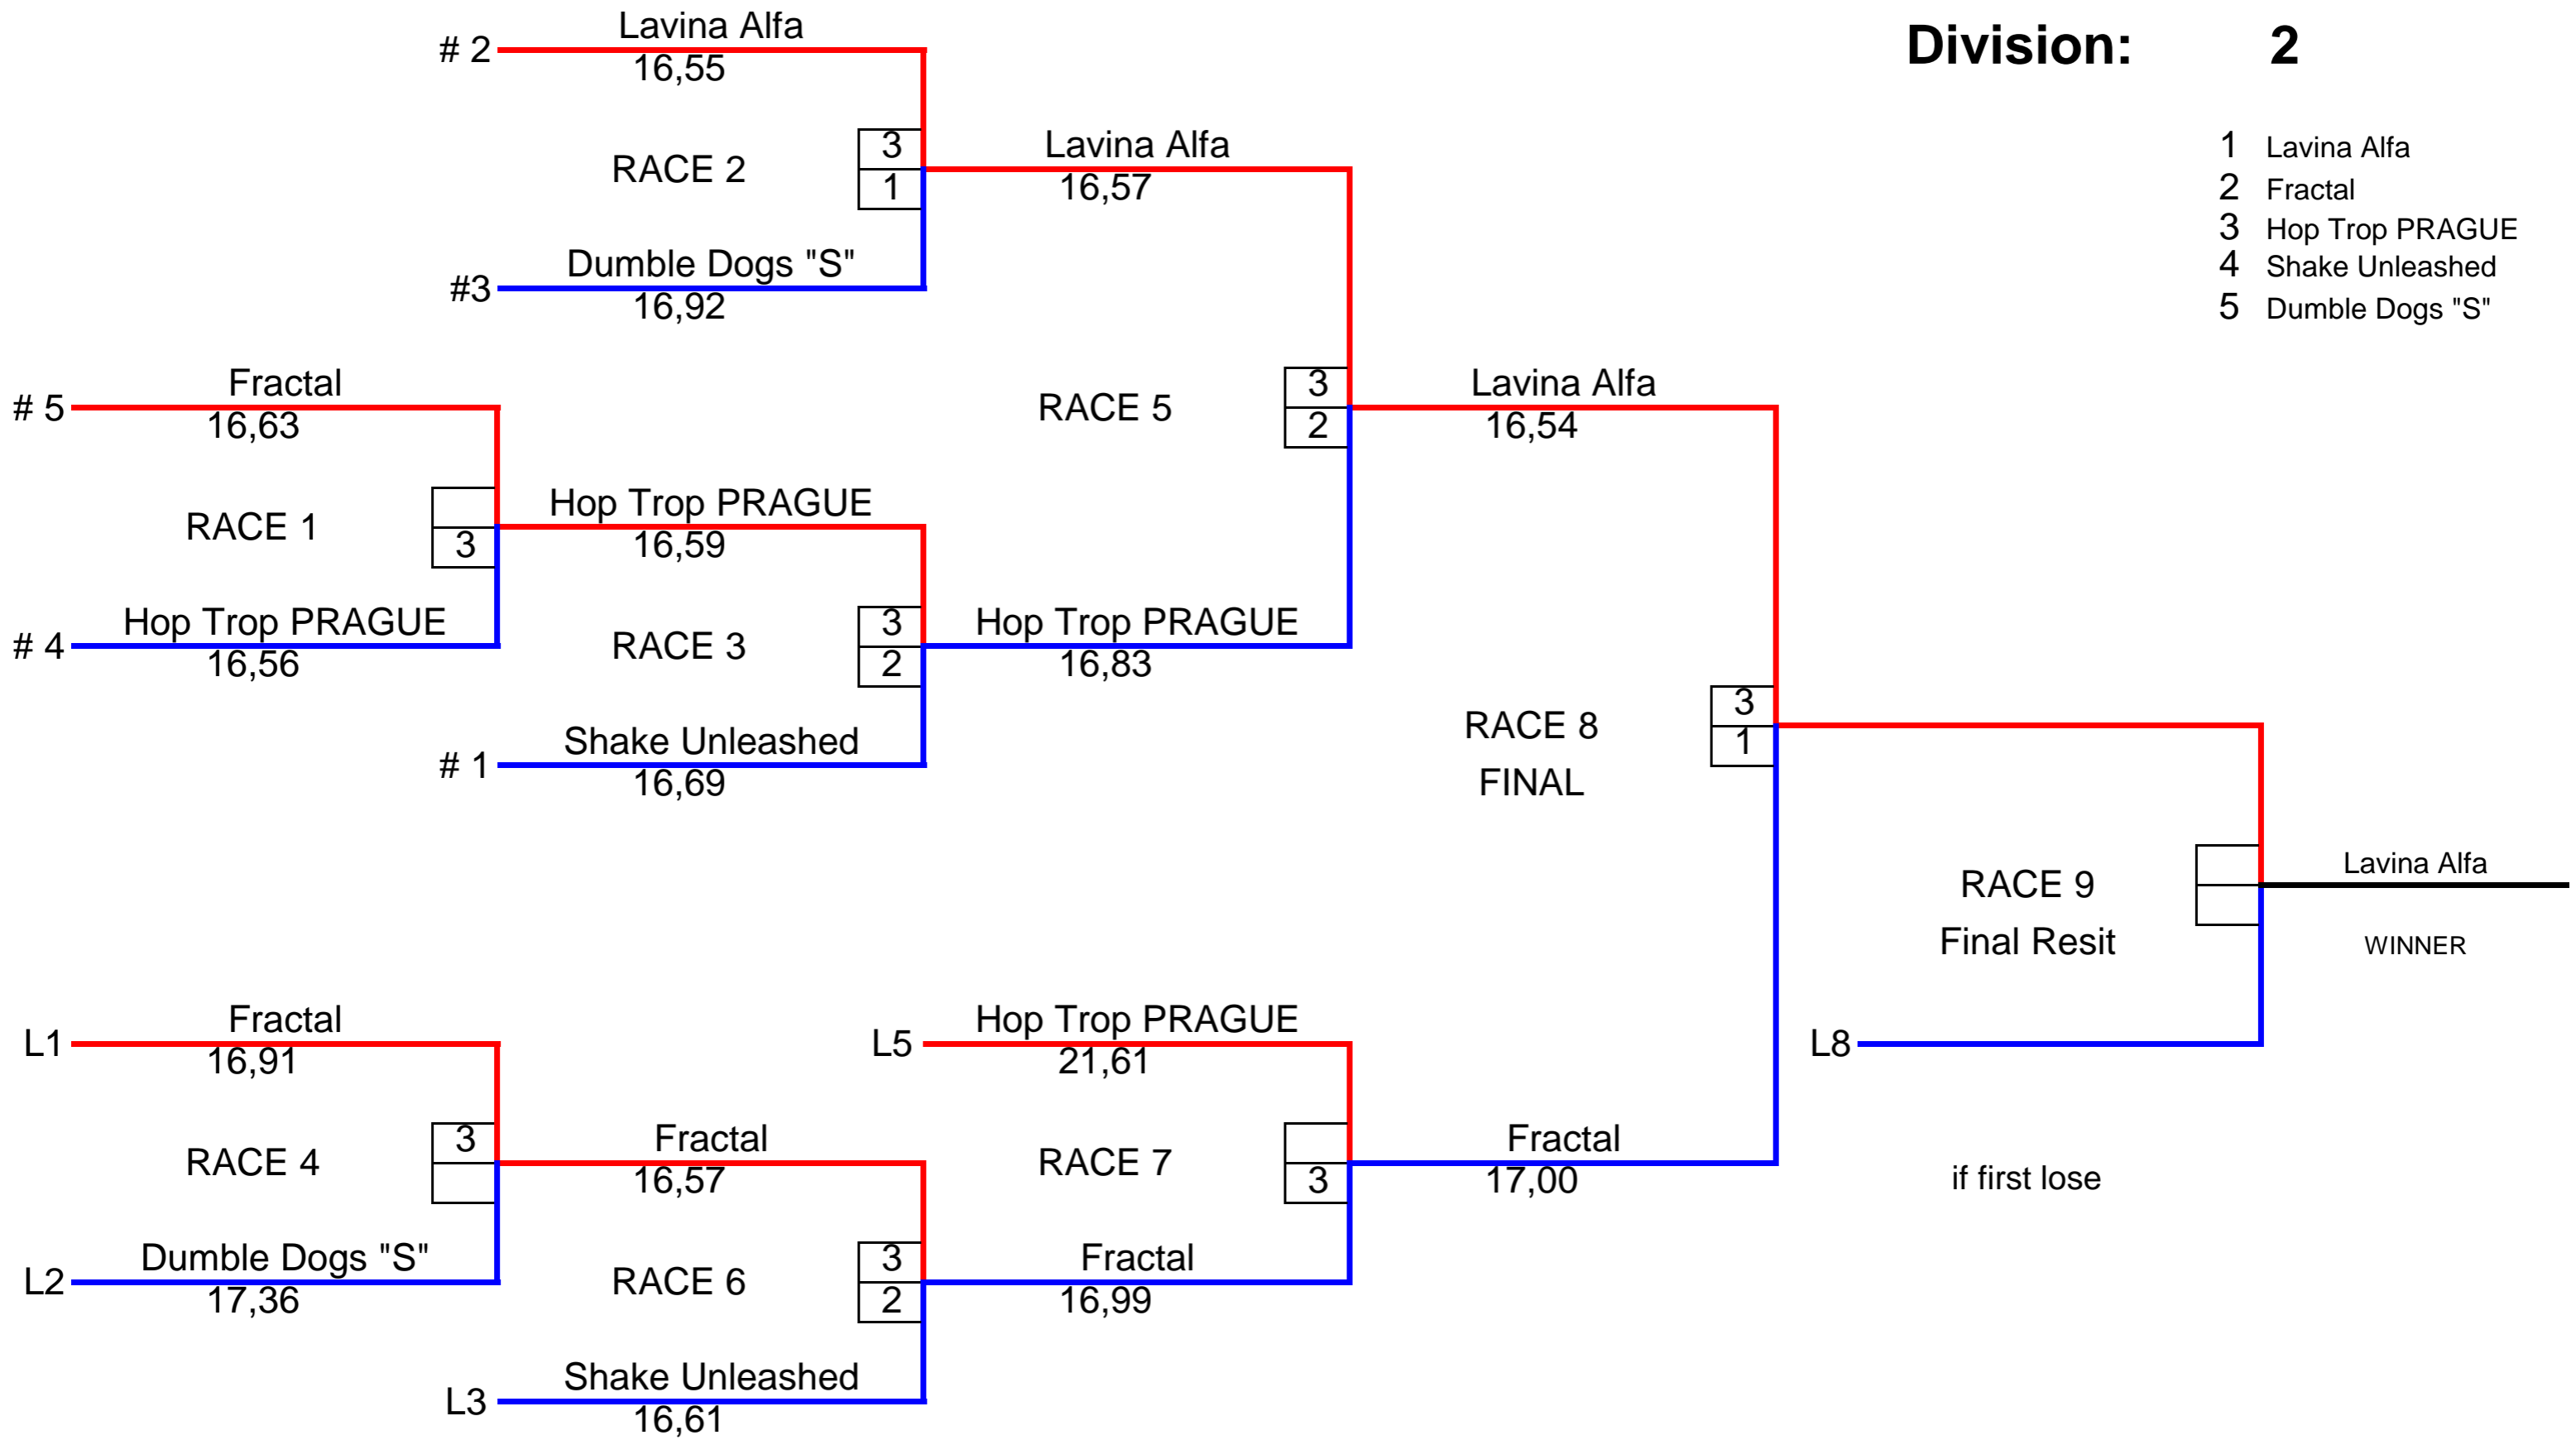 Division: 2
1 Lavina Alfa
2 Fractal
3 Hop Trop PRAGUE
4 Shake Unleashed
5 Dumble Dogs "S"
# 2 Lavina Alfa
16,55
RACE 2
3
1
#3 Dumble Dogs "S"
16,92
Lavina Alfa
16,57
# 5 Fractal
16,63
RACE 1
3
# 4 Hop Trop PRAGUE
16,56
Hop Trop PRAGUE
16,59
RACE 3
3
2
# 1 Shake Unleashed
16,69
RACE 5
3
2
Hop Trop PRAGUE
16,83
Lavina Alfa
16,54
RACE 8
FINAL
3
1
RACE 9
Final Resit
Lavina Alfa
WINNER
L8
if first lose
L1 Fractal
16,91
RACE 4
3
L2 Dumble Dogs "S"
17,36
Fractal
16,57
RACE 6
3
2
L3 Shake Unleashed
16,61
L5 Hop Trop PRAGUE
21,61
RACE 7
3
Fractal
16,99
Fractal
17,00